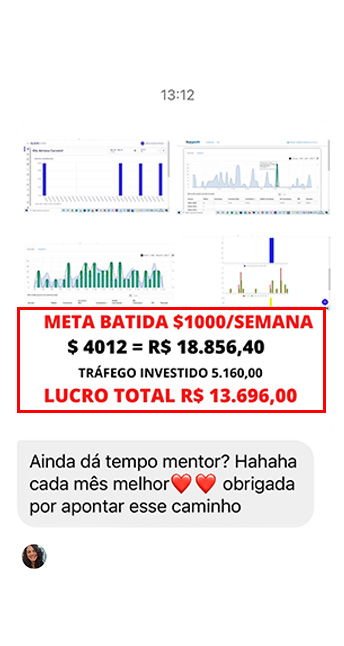 13:12
META BATIDA $1000/SEMANA
$ 4012 = R$ 18.856,40
TRÁFEGO INVESTIDO 5.160,00
LUCRO TOTAL R$ 13.696,00
Ainda dá tempo mentor? Hahaha
cada mês melhor❤️❤️ obrigada
por apontar esse caminho